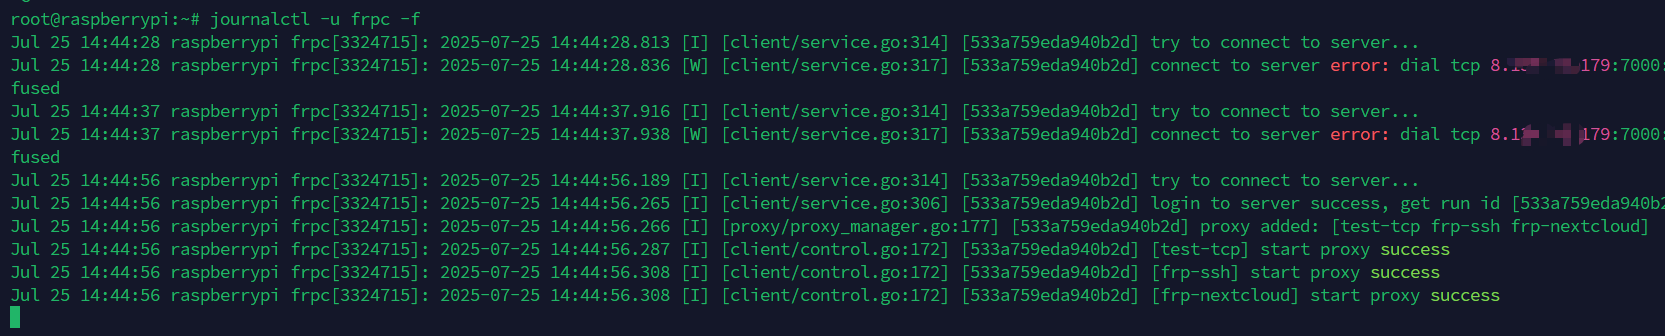 root@raspberrypi:~# journalctl -u frpc -f
Jul 25 14:44:28 raspberrypi frpc[3324715]: 2025-07-25 14:44:28.813 [I] [client/service.go:314] [533a759eda940b2d] try to connect to server...
Jul 25 14:44:28 raspberrypi frpc[3324715]: 2025-07-25 14:44:28.836 [W] [client/service.go:317] [533a759eda940b2d] connect to server error: dial tcp 8. 179:7000:
fused
Jul 25 14:44:37 raspberrypi frpc[3324715]: 2025-07-25 14:44:37.916 [I] [client/service.go:314] [533a759eda940b2d] try to connect to server...
Jul 25 14:44:37 raspberrypi frpc[3324715]: 2025-07-25 14:44:37.938 [W] [client/service.go:317] [533a759eda940b2d] connect to server error: dial tcp 8. 179:7000:
fused
Jul 25 14:44:56 raspberrypi frpc[3324715]: 2025-07-25 14:44:56.189 [I] [client/service.go:314] [533a759eda940b2d] try to connect to server...
Jul 25 14:44:56 raspberrypi frpc[3324715]: 2025-07-25 14:44:56.265 [I] [client/service.go:306] [533a759eda940b2d] login to server success, get run id [533a759eda940b2
Jul 25 14:44:56 raspberrypi frpc[3324715]: 2025-07-25 14:44:56.266 [I] [proxy/proxy_manager.go:177] [533a759eda940b2d] proxy added: [test-tcp frp-ssh frp-nextcloud]
Jul 25 14:44:56 raspberrypi frpc[3324715]: 2025-07-25 14:44:56.287 [I] [client/control.go:172] [533a759eda940b2d] [test-tcp] start proxy success
Jul 25 14:44:56 raspberrypi frpc[3324715]: 2025-07-25 14:44:56.308 [I] [client/control.go:172] [533a759eda940b2d] [frp-ssh] start proxy success
Jul 25 14:44:56 raspberrypi frpc[3324715]: 2025-07-25 14:44:56.308 [I] [client/control.go:172] [533a759eda940b2d] [frp-nextcloud] start proxy success